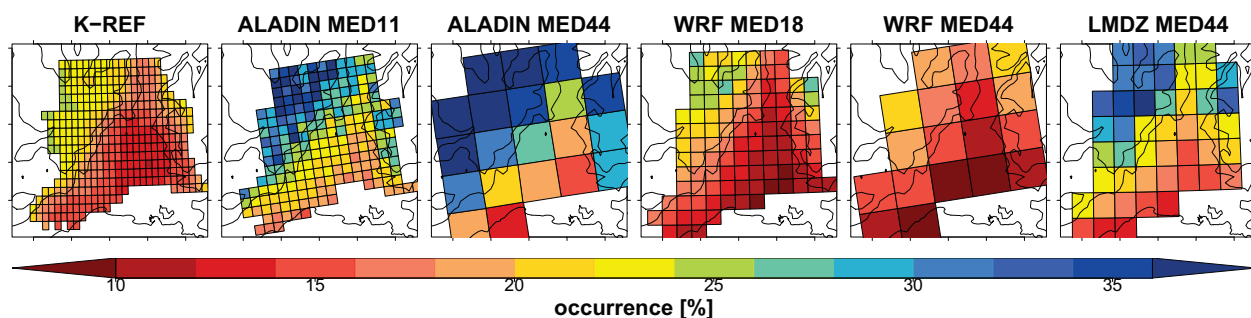 K−REF ALADIN MED11 ALADIN MED44 WRF MED18 WRF MED44 LMDZ MED44
10 15 20 25 30 35
occurrence [%]